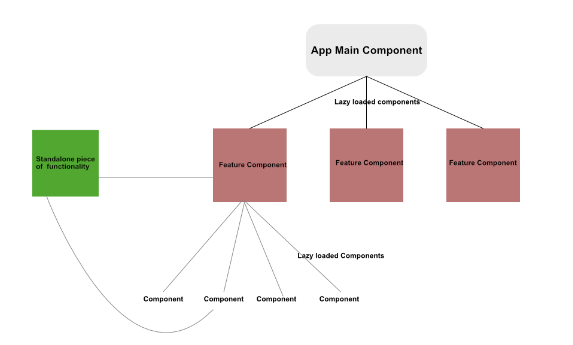 App Main Component
Lazy loaded components
Standalone piece
of functionality
Feature Component
Feature Component
Feature Component
Lazy loaded Components
Component
Component
Component
Component